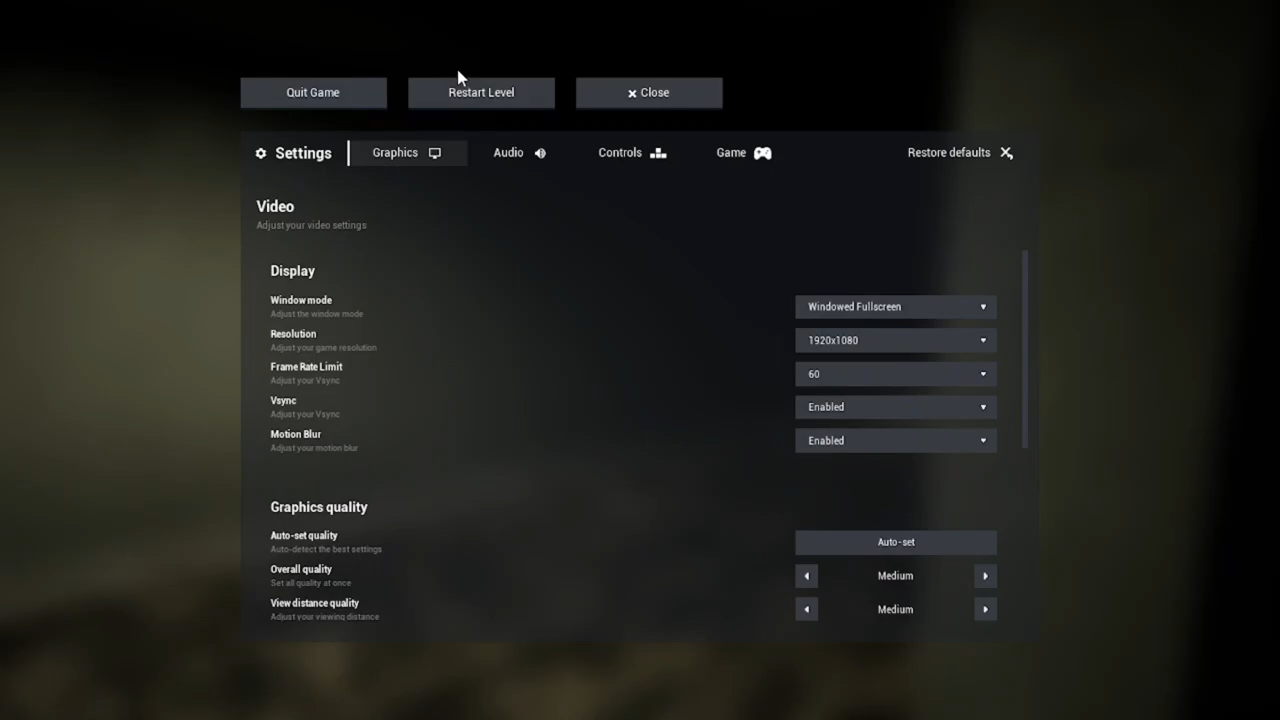 Quit Game
Restart Level
Close
Settings
Graphics
Audio
Controls
Game
Restore defaults
Video
Adjust your video settings
Display
Window mode
Adjust the window mode
Windowed Fullscreen
Resolution
Adjust your game resolution
1920x1080
Frame Rate Limit
Adjust your Vsync
60
Vsync
Adjust your Vsync
Enabled
Motion Blur
Adjust your motion blur
Enabled
Graphics quality
Auto-set quality
Auto-detect the best settings
Auto-set
Overall quality
Set all quality at once
Medium
View distance quality
Adjust your viewing distance
Medium